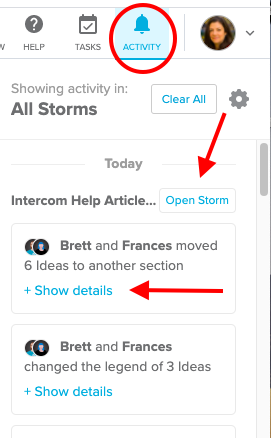 HELP
TASKS
ACTIVITY
Showing activity in:
All Storms
Clear All
Today
Intercom Help Article...
Open Storm
Brett and Frances moved
6 Ideas to another section
+ Show details
Brett and Frances
changed the legend of 3 Ideas
+ Show details